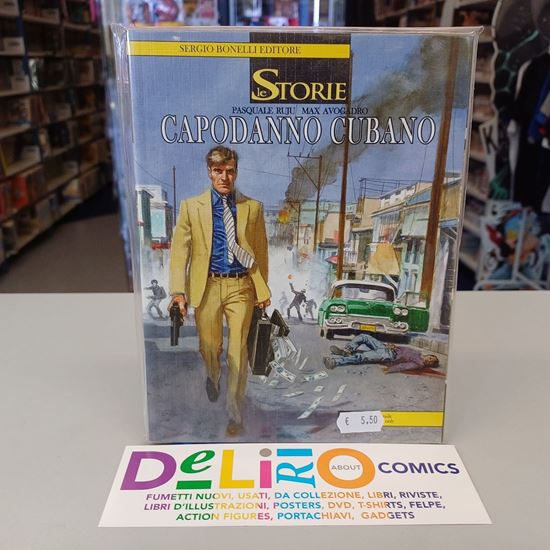 SERGIO BONELLI EDITORE
le STORIE
PASQUALE RUJU MAX AVOGADRO
CAPODANNO CUBANO
€ 5,50
DeLiRiO ABOUT COMICS
FUMETTI NUOVI, USATI, DA COLLEZIONE, LIBRI, RIVISTE,
LIBRI D'ILLUSTRAZIONI, POSTERS, DVD, T-SHIRTS, FELPE,
ACTION FIGURES, PORTACHIAVI, GADGETS